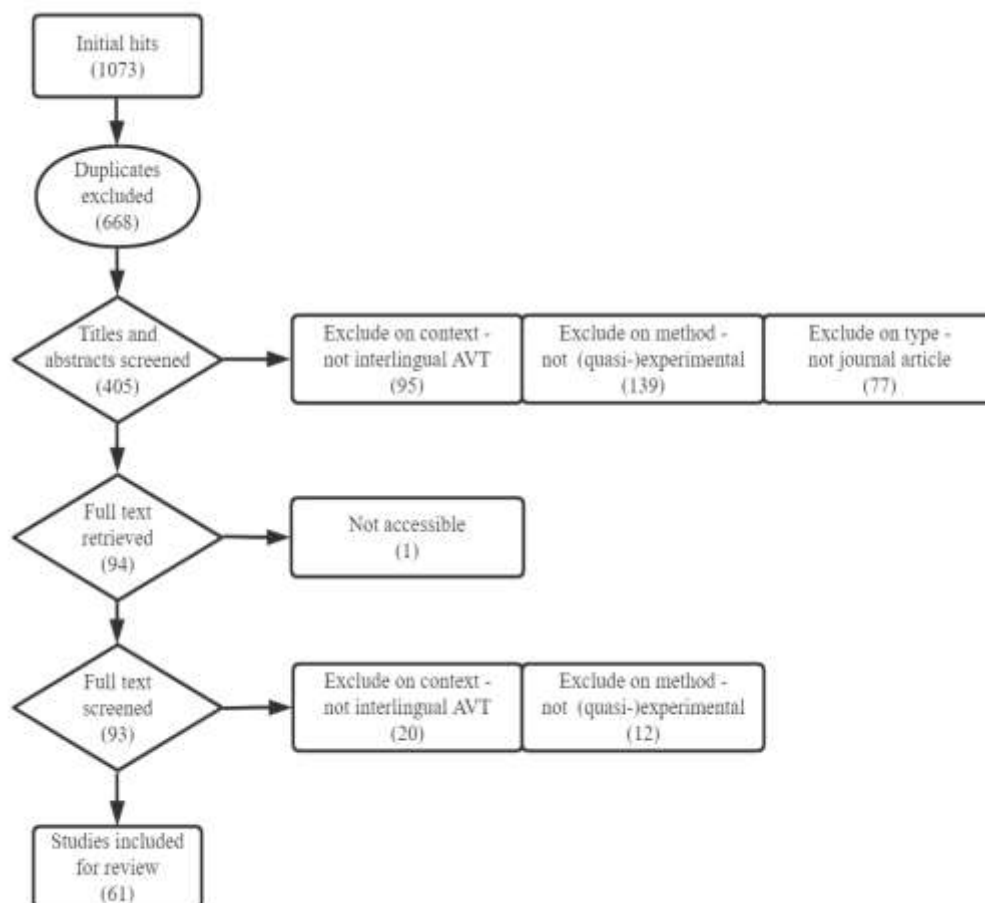 Initial hits
(1073)
Duplicates
excluded
(668)
Titles and
abstracts screened
(405)
Exclude on context -
not interlingual AVT
(95)
Exclude on method -
not (quasi-)experimental
(139)
Exclude on type -
not journal article
(77)
Full text
retrieved
(94)
Not accessible
(1)
Full text
screened
(93)
Exclude on context -
not interlingual AVT
(20)
Exclude on method -
not (quasi-)experimental
(12)
Studies included
for review
(61)